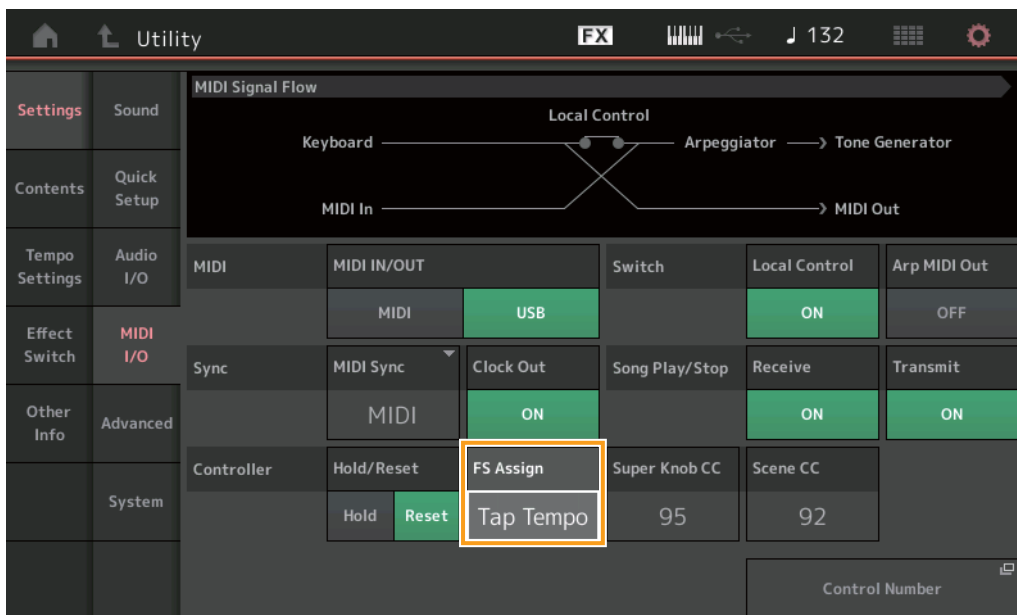 Utility
FX
♩ 132
Settings
Sound
Contents
Quick
Setup
Tempo
Settings
Audio
I/O
Effect
Switch
MIDI
I/O
Other
Info
Advanced
System
MIDI Signal Flow
Local Control
Keyboard
Arpeggiator
Tone Generator
MIDI In
MIDI Out
MIDI
MIDI IN/OUT
Switch
Local Control
Arp MIDI Out
MIDI
USB
ON
OFF
Sync
MIDI Sync
Clock Out
Song Play/Stop
Receive
Transmit
MIDI
ON
ON
ON
Controller
Hold/Reset
FS Assign
Super Knob CC
Scene CC
Hold
Reset
Tap Tempo
95
92
Control Number